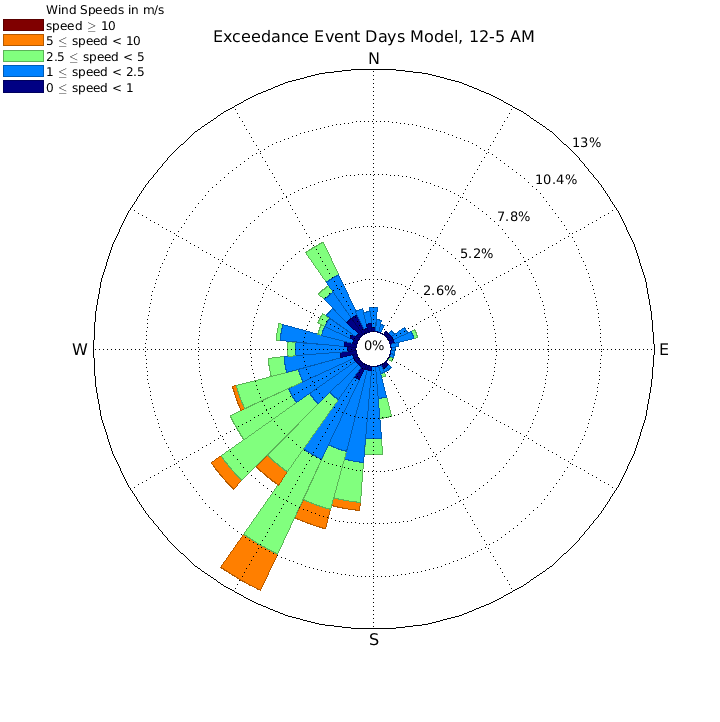 Wind Speeds in m/s
speed ≥ 10
5 ≤ speed < 10
2.5 ≤ speed < 5
1 ≤ speed < 2.5
0 ≤ speed < 1
Exceedance Event Days Model, 12-5 AM
N
13%
10.4%
7.8%
5.2%
2.6%
W
0%
E
S